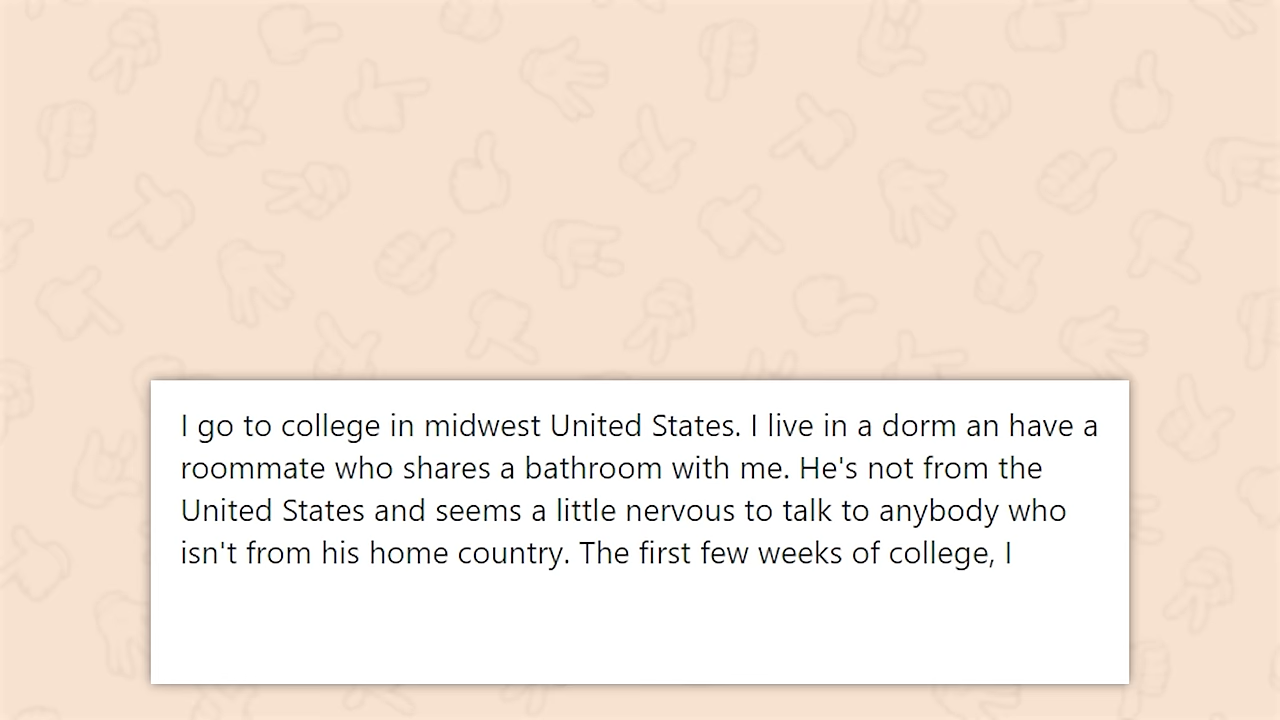 I go to college in midwest United States. I live in a dorm an have a
roommate who shares a bathroom with me. He's not from the
United States and seems a little nervous to talk to anybody who
isn't from his home country. The first few weeks of college, I